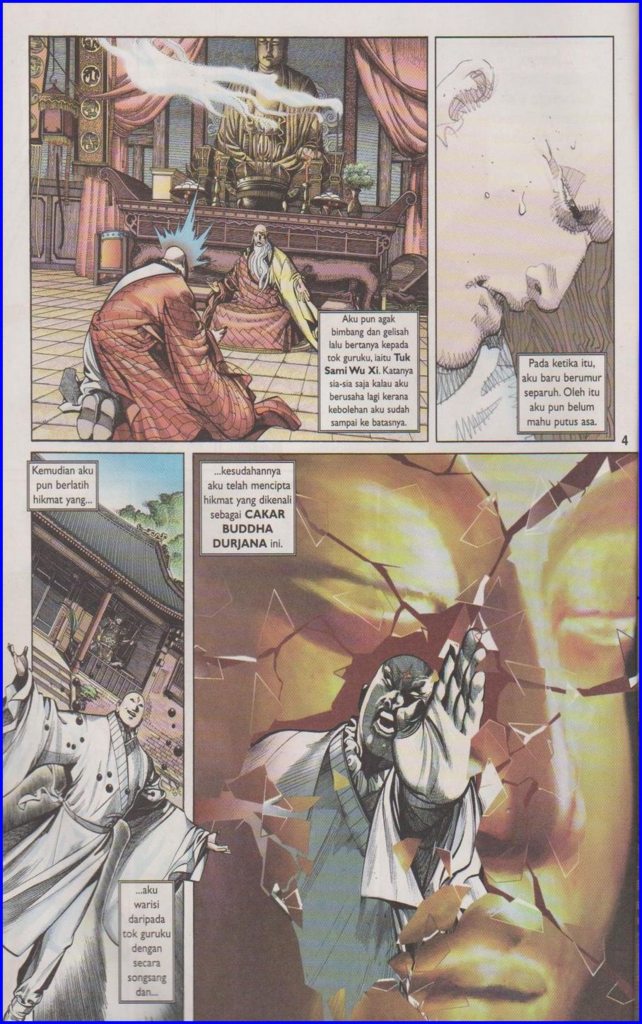 Aku pun agak
bimbang dan gelisah
lalu bertanya kepada
tok guruku, iaitu Tuk
Sami Wu Xi. Katanya
sia-sia saja kalau aku
berusaha lagi kerana
kebolehan aku sudah
sampai ke batasnya.
Pada ketika itu,
aku baru berumur
separuh. Oleh itu
aku pun belum
mahu putus asa.
4
Kemudian aku
pun berlatih
hikmat yang...
...aku
warisi
daripada
tok guruku
dengan
secara
songsang
dan...
...kesudahannya
aku telah mencipta
hikmat yang dikenali
sebagai CAKAR
BUDDHA
DURJANA ini.